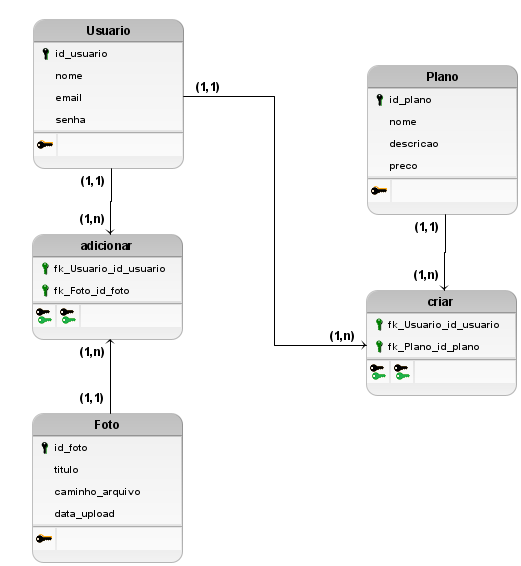 Usuario
id_usuario
nome
email
senha
(1,1)
(1,1)
(1,n)
adicionar
fk_Usuario_id_usuario
fk_Foto_id_foto
(1,n)
(1,1)
Foto
id_foto
titulo
caminho_arquivo
data_upload
Plano
id_plano
nome
descricao
preco
(1,1)
(1,n)
(1,n)
criar
fk_Usuario_id_usuario
fk_Plano_id_plano